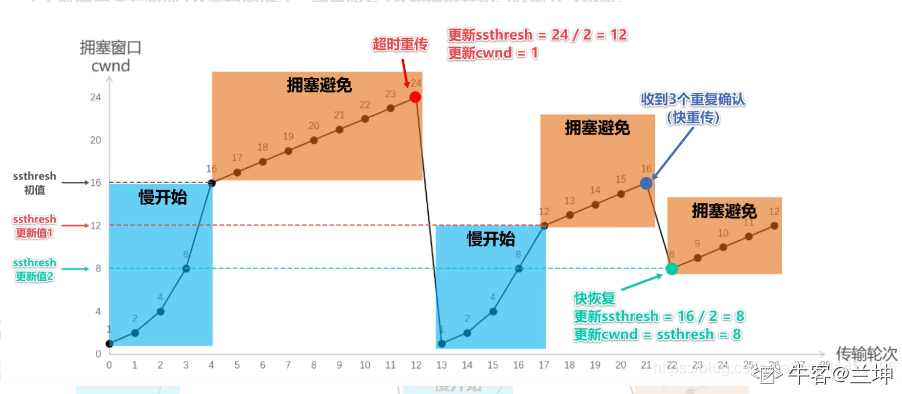 拥塞窗口
cwnd
超时重传
更新ssthresh = 24 / 2 = 12
更新cwnd = 1
拥塞避免
24
23
22
21
20
19
18
17
16
收到3个重复确认
(快重传)
拥塞避免
16
15
14
13
12
拥塞避免
12
11
10
9
8
慢开始
8
4
2
1
慢开始
8
4
2
1
24
20
16
12
8
4
0
ssthresh
初值
ssthresh
更新值1
ssthresh
更新值2
快恢复
更新ssthresh = 16 / 2 = 8
更新cwnd = ssthresh = 8
0 1 2 3 4 5 6 7 8 9 10 11 12 13 14 15 16 17 18 19 20 21 22 23 24 25 26 27 28
传输轮次
牛客@兰坤
慢开始